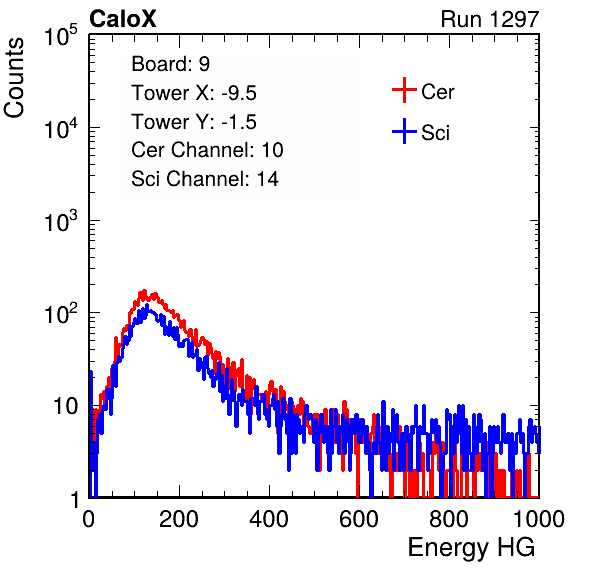 CaloX Run 1297
Counts
10^5
10^4
10^3
10^2
10
1
Board: 9
Tower X: -9.5
Tower Y: -1.5
Cer Channel: 10
Sci Channel: 14
Cer
Sci
0 200 400 600 800 1000
Energy HG